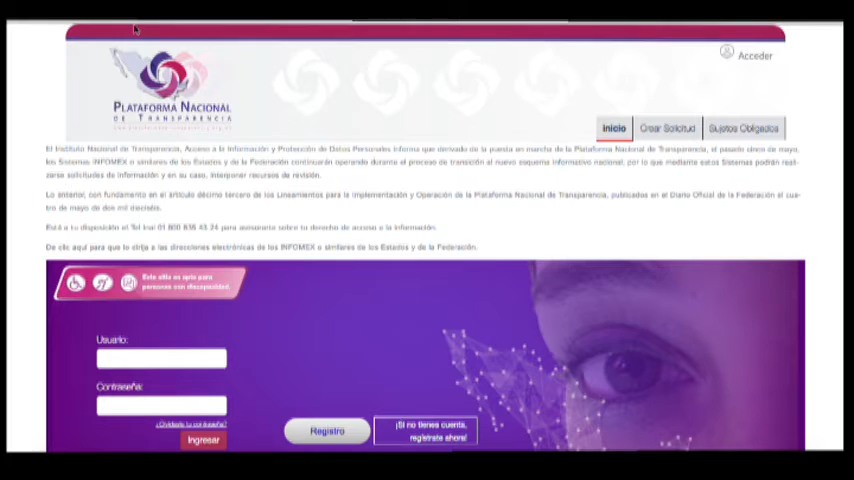 Acceder
PLATAFORMA NACIONAL
DE TRANSPARENCIA
Inicio
Crear Solicitud
Sujetos Obligados
El Instituto Nacional de Transparencia, Acceso a la Información y Protección de Datos Personales informa que derivado de la puesta en marcha de la Plataforma Nacional de Transparencia, el pasado cinco de mayo,
los Sistemas INFOMEX o similares de los Estados y de la Federación continuarán operando durante el proceso de transición al nuevo esquema informativo nacional, por lo que mediante estos Sistemas podrán reali-
zarse solicitudes de información y en su caso, interponer recursos de revisión.
Lo anterior, con fundamento en el artículo décimo tercero de los Lineamientos para la Implementación y Operación de la Plataforma Nacional de Transparencia, publicados en el Diario Oficial de la Federación el cua-
tro de mayo de dos mil dieciséis.
Está a tu disposición el Tel Inai 01 800 835 43 24 para asesorarte sobre tu derecho de acceso a la información.
De clic aquí para que lo dirija a las direcciones electrónicas de los INFOMEX o similares de los Estados y de la Federación.
Este sitio es apto para
personas con discapacidad.
Usuario:
Contraseña:
¿Olvidaste tu contraseña?
Ingresar
Registro
¡Si no tienes cuenta,
regístrate ahora!